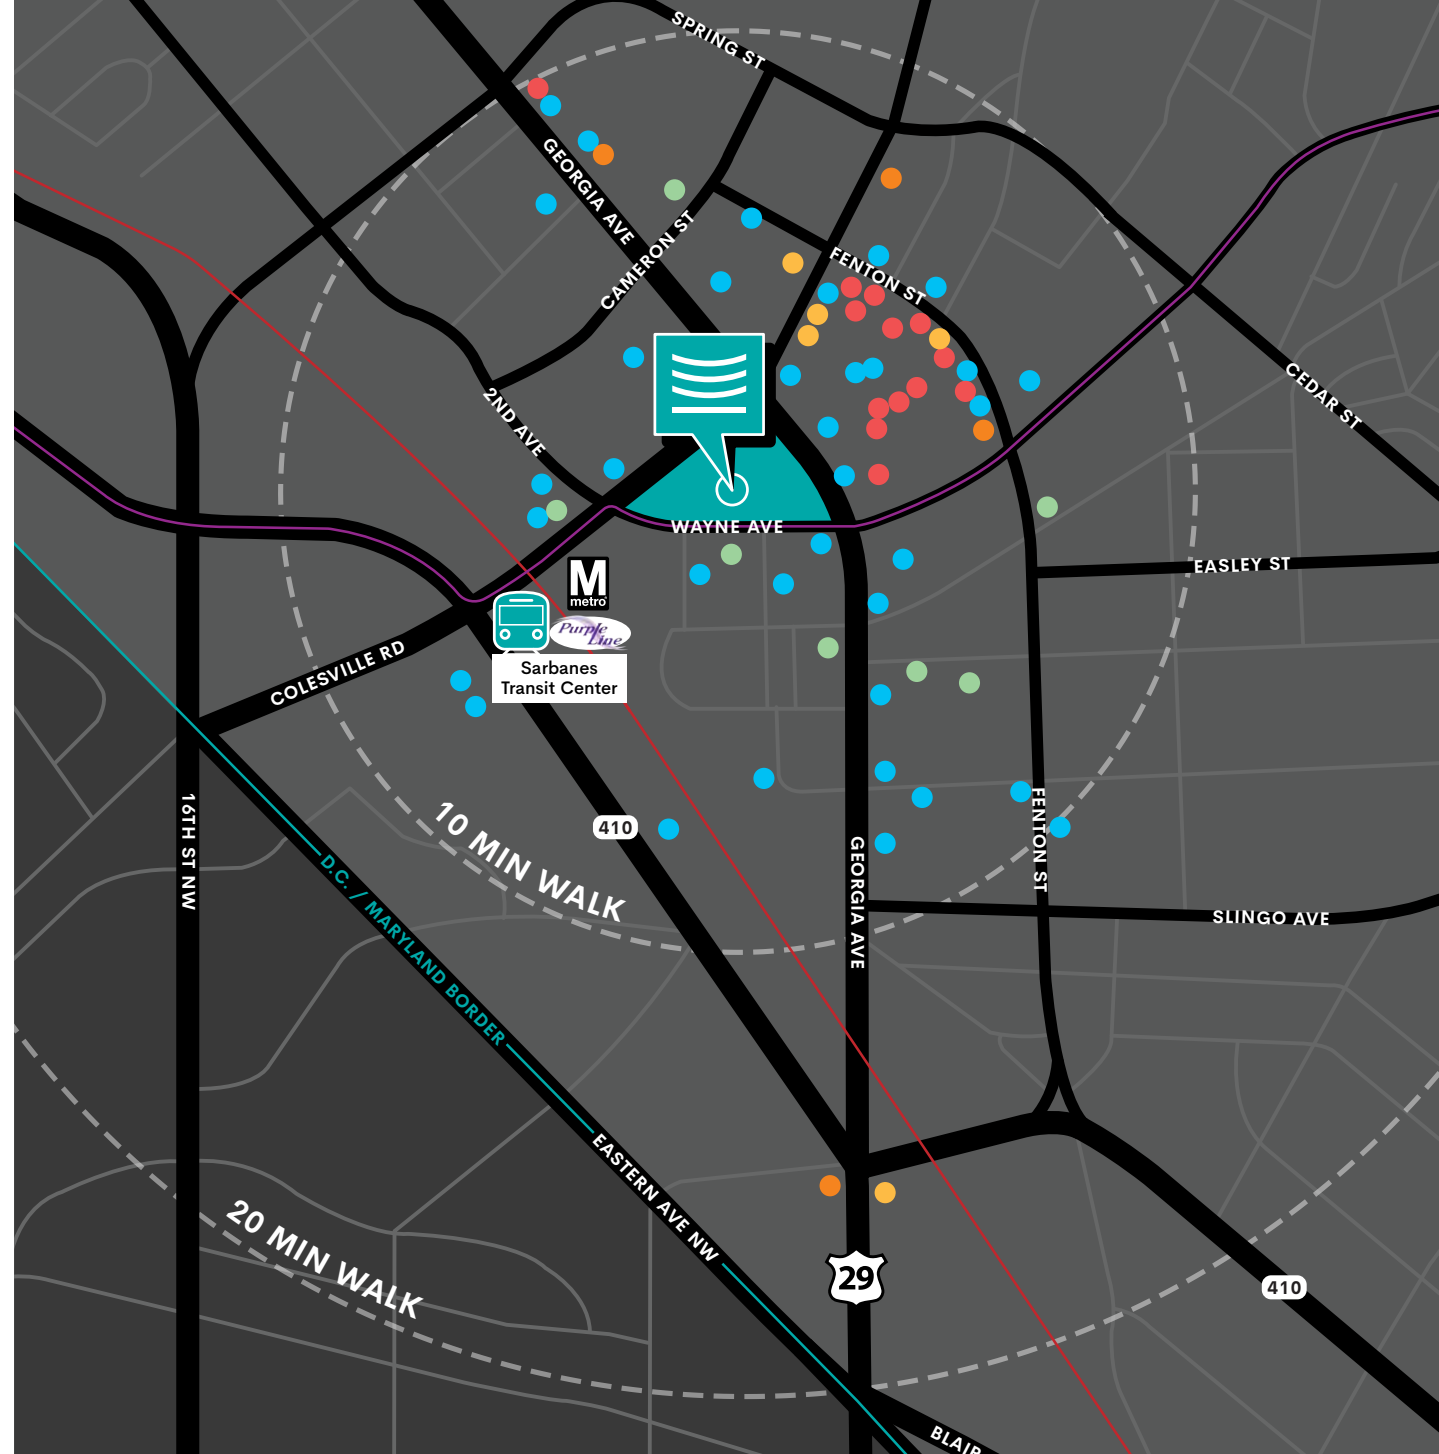 SPRING ST
GEORGIA AVE
CAMERON ST
FENTON ST
2ND AVE
CEDAR ST
WAYNE AVE
EASLEY ST
M
metro
Purple
Line
Sarbanes
Transit Center
COLESVILLE RD
16TH ST NW
10 MIN WALK
410
FENTON ST
GEORGIA AVE
D.C. / MARYLAND BORDER
SLINGO AVE
EASTERN AVE NW
20 MIN WALK
29
410
BLAIR